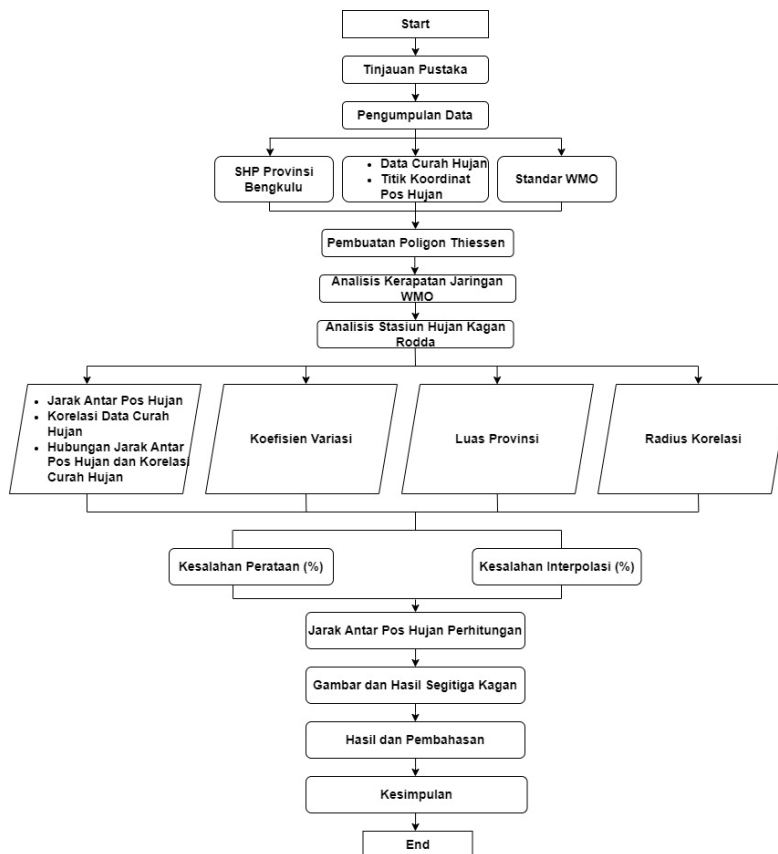 Start
Tinjauan Pustaka
Pengumpulan Data
SHP Provinsi
Bengkulu
• Data Curah Hujan
• Titik Koordinat
Pos Hujan
Standar WMO
Pembuatan Poligon Thiessen
Analisis Kerapatan Jaringan
WMO
Analisis Stasiun Hujan Kagan
Rodda
• Jarak Antar Pos Hujan
• Korelasi Data Curah
Hujan
• Hubungan Jarak Antar
Pos Hujan dan Korelasi
Curah Hujan
Koefisien Variasi
Luas Provinsi
Radius Korelasi
Kesalahan Perataan (%)
Kesalahan Interpolasi (%)
Jarak Antar Pos Hujan Perhitungan
Gambar dan Hasil Segitiga Kagan
Hasil dan Pembahasan
Kesimpulan
End